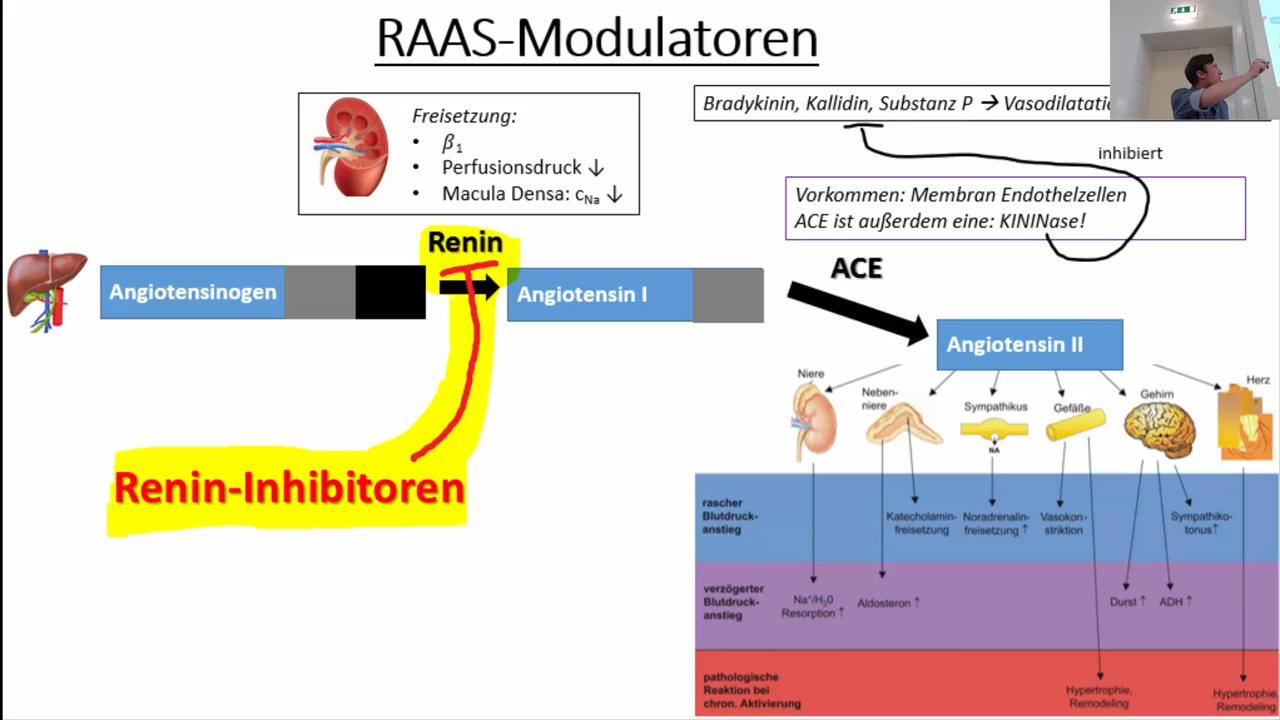 RAAS-Modulatoren
Freisetzung:
• β1
• Perfusionsdruck ↓
• Macula Densa: cNa ↓
Bradykinin, Kallidin, Substanz P → Vasodilatatio
inhibiert
Vorkommen: Membran Endothelzellen
ACE ist außerdem eine: KININase!
Renin
ACE
Angiotensinogen
Angiotensin I
Angiotensin II
Renin-Inhibitoren
Niere
Neben-
niere
Sympathikus
NA
Gefäße
Gehirn
Herz
rascher
Blutdruck-
anstieg
Katecholamin-
freisetzung
Noradrenalin-
freisetzung ↑
Vasokon-
striktion
Sympathiko-
tonus↑
verzögerter
Blutdruck-
anstieg
Na⁺/H₂0
Resorption ↑
Aldosteron ↑
Durst ↑
ADH ↑
pathologische
Reaktion bei
chron. Aktivierung
Hypertrophie,
Remodeling
Hypertrophie,
Remodeling